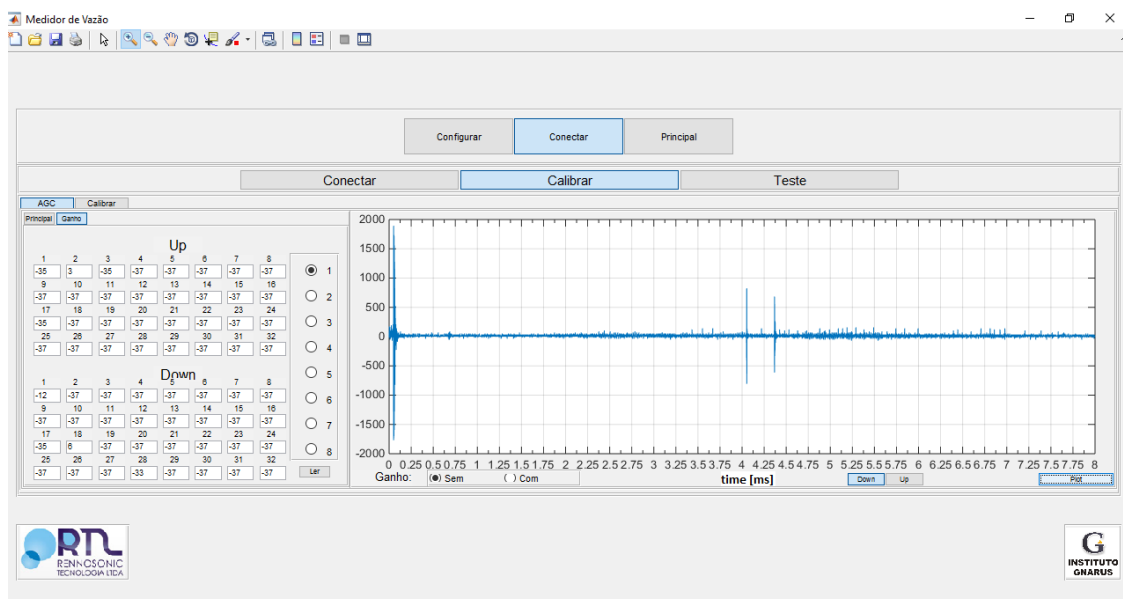 Medidor de Vazão
Configurar Conectar Principal
Conectar Calibrar Teste
AGC Calibrar
Principal Ganho
Up
1 2 3 4 5 6 7 8
-35 3 -35 -37 -37 -37 -37 -37
9 10 11 12 13 14 15 16
-37 -37 -37 -37 -37 -37 -37 -37
17 18 19 20 21 22 23 24
-35 -37 -37 -37 -37 -37 -37 -37
25 26 27 28 29 30 31 32
-37 -37 -37 -37 -37 -37 -37 -37
Down
1 2 3 4 5 6 7 8
-12 -37 -37 -37 -37 -37 -37 -37
9 10 11 12 13 14 15 16
-37 -37 -37 -37 -37 -37 -37 -37
17 18 19 20 21 22 23 24
-35 6 -37 -37 -37 -37 -37 -37
25 26 27 28 29 30 31 32
-37 -37 -37 -33 -37 -37 -37 -37
1
2
3
4
5
6
7
8
Ler
2000
1500
1000
500
0
-500
-1000
-1500
-2000
0 0.25 0.5 0.75 1 1.25 1.5 1.75 2 2.25 2.5 2.75 3 3.25 3.5 3.75 4 4.25 4.5 4.75 5 5.25 5.5 5.75 6 6.25 6.5 6.75 7 7.25 7.5 7.75 8
Ganho: (●) Sem ( ) Com
time [ms]
Down Up
Plot
RTL
RENNOSONIC
TECNOLOGIA LTDA
G
INSTITUTO
GNARUS